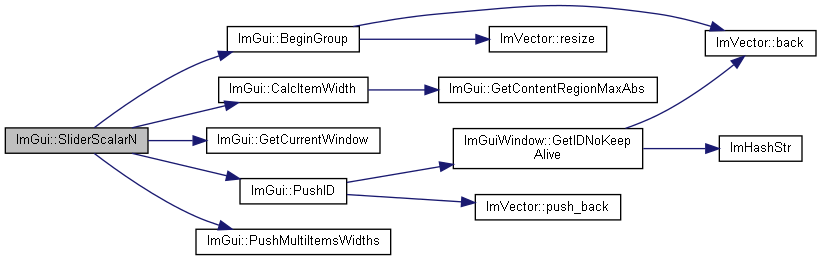 ImGui::SliderScalarN
ImGui::BeginGroup
ImGui::CalcItemWidth
ImGui::GetCurrentWindow
ImGui::PushID
ImGui::PushMultiItemsWidths
ImVector::resize
ImGui::GetContentRegionMaxAbs
ImGuiWindow::GetIDNoKeep
Alive
ImVector::push_back
ImVector::back
ImHashStr